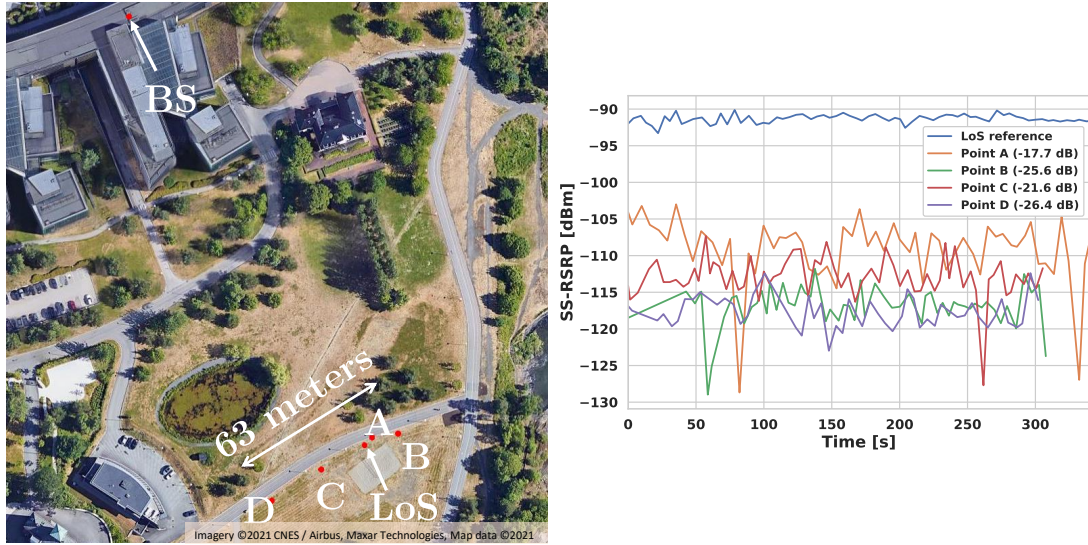 BS
63 meters
A
B
C
LoS
D
Imagery ©2021 CNES / Airbus, Maxar Technologies, Map data ©2021
SS-RSRP [dBm]
−90
−95
−100
−105
−110
−115
−120
−125
−130
0 50 100 150 200 250 300
Time [s]
LoS reference
Point A (-17.7 dB)
Point B (-25.6 dB)
Point C (-21.6 dB)
Point D (-26.4 dB)